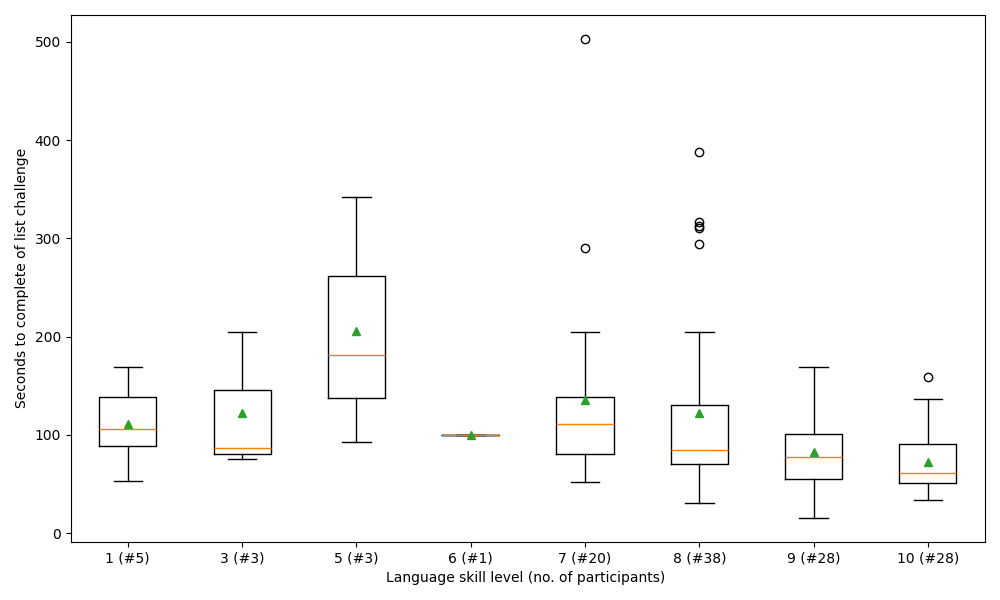 500
400
300
200
100
0
Seconds to complete of list challenge
1 (#5) 3 (#3) 5 (#3) 6 (#1) 7 (#20) 8 (#38) 9 (#28) 10 (#28)
Language skill level (no. of participants)